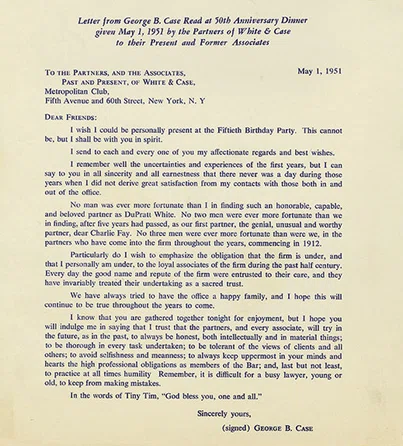 Letter from George B. Case Read at 50th Anniversary Dinner
given May 1, 1951 by the Partners of White & Case
to their Present and Former Associates
May 1, 1951
To the Partners, and the Associates,
Past and Present, of White & Case,
Metropolitan Club,
Fifth Avenue and 60th Street, New York, N. Y
Dear Friends:
I wish I could be personally present at the Fiftieth Birthday Party. This cannot
be, but I shall be with you in spirit.
I send to each and every one of you my affectionate regards and best wishes.
I remember well the uncertainties and experiences of the first years, but I can
say to you in all sincerity and all earnestness that there never was a day during those
years when I did not derive great satisfaction from my contacts with those both in and
out of the office.
No man was ever more fortunate than I in finding such an honorable, capable,
and beloved partner as DuPratt White. No two men were ever more fortunate than we
in finding, after five years had passed, as our first partner, the genial, unusual and worthy
partner, dear Charlie Fay. No three men were ever more fortunate than were we, in the
partners who have come into the firm throughout the years, commencing in 1912.
Particularly do I wish to emphasize the obligation that the firm is under, and
that I personally am under, to the loyal associates of the firm during the past half century.
Every day the good name and repute of the firm were entrusted to their care, and they
have invariably treated their undertaking as a sacred trust.
We have always tried to have the office a happy family, and I hope this will
continue to be true throughout the years to come.
I know that you are gathered together tonight for enjoyment, but I hope you
will indulge me in saying that I trust that the partners, and every associate, will try in
the future, as in the past, to always be honest, both intellectually and in material things;
to be thorough in every task undertaken; to be tolerant of the views of clients and all
others; to avoid selfishness and meanness; to always keep uppermost in your minds and
hearts the high professional obligations as members of the Bar; and, last but not least,
to practice at all times humility Remember, it is difficult for a busy lawyer, young or
old, to keep from making mistakes.
In the words of Tiny Tim, "God bless you, one and all."
Sincerely yours,
(signed) George B. Case